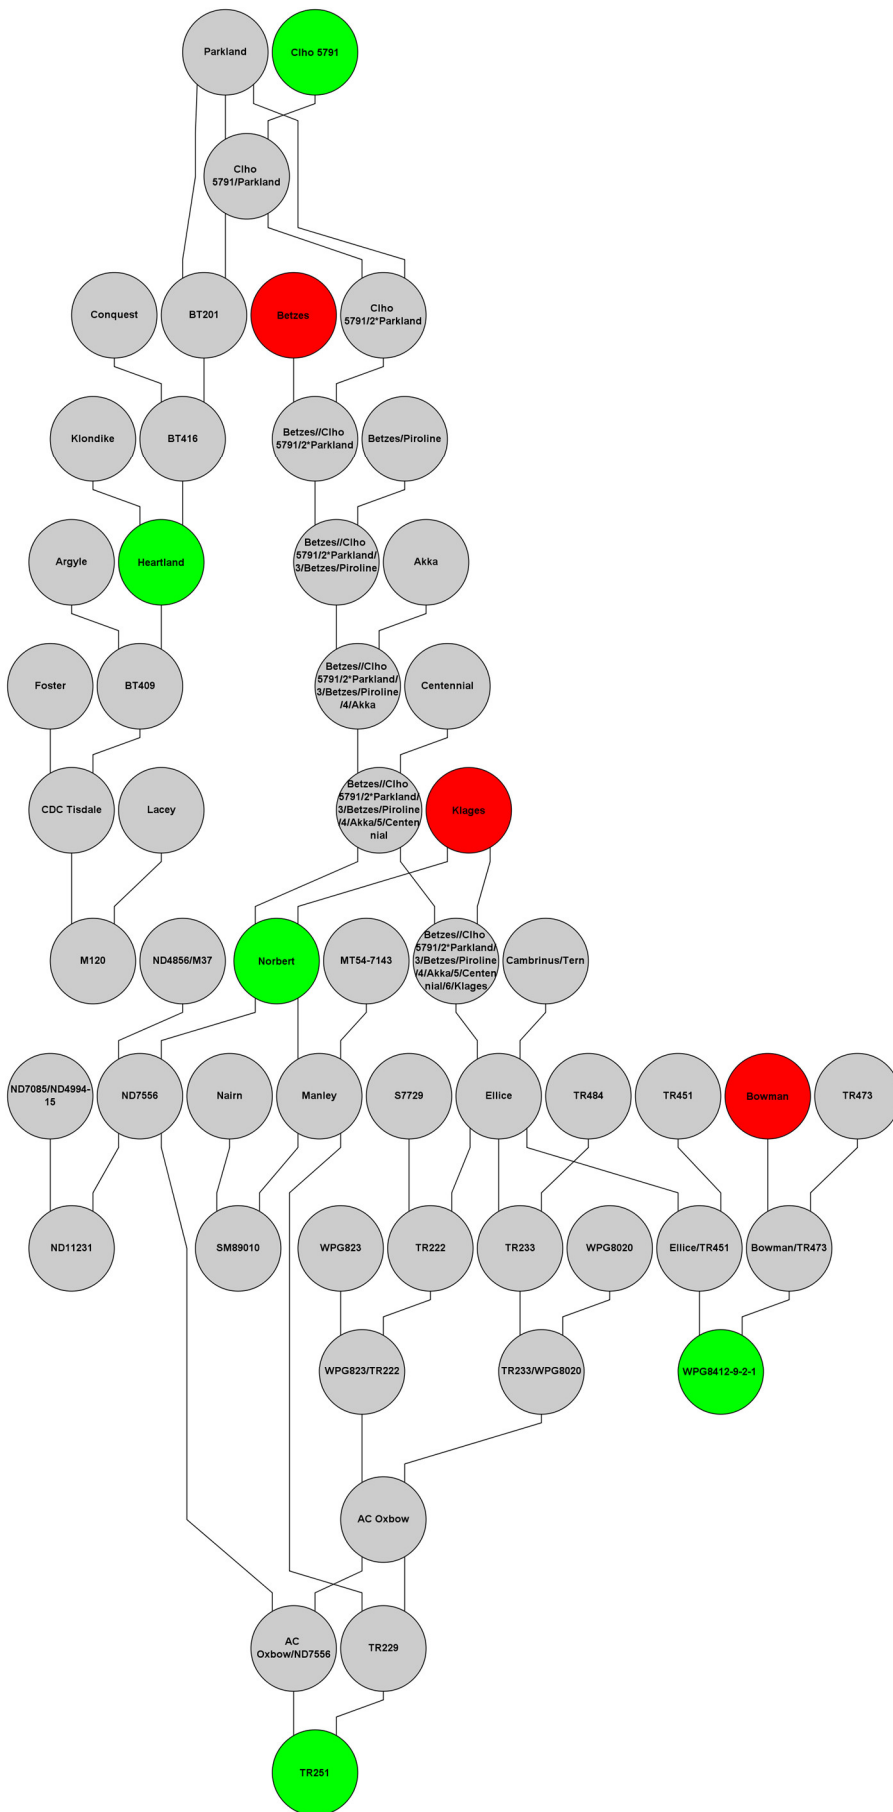 Parkland
CIho 5791
CIho
5791/Parkland
Conquest
BT201
Betzes
CIho
5791/2*Parkland
Klondike
BT416
Betzes//CIho
5791/2*Parkland
Betzes/Piroline
Argyle
Heartland
Betzes//CIho
5791/2*Parkland/
3/Betzes/Piroline
Akka
Foster
BT409
Betzes//CIho
5791/2*Parkland/
3/Betzes/Piroline
/4/Akka
Centennial
CDC Tisdale
Lacey
Betzes//CIho
5791/2*Parkland/
3/Betzes/Piroline
/4/Akka/5/Centen
nial
Klages
M120
ND4856/M37
Norbert
MT54-7143
Betzes//CIho
5791/2*Parkland/
3/Betzes/Piroline
/4/Akka/5/Centen
nial/6/Klages
Cambrinus/Tern
ND7085/ND4994-
15
ND7556
Nairn
Manley
S7729
Ellice
TR484
TR451
Bowman
TR473
ND11231
SM89010
WPG823
TR222
TR233
WPG8020
Ellice/TR451
Bowman/TR473
WPG823/TR222
TR233/WPG8020
WPG8412-9-2-1
AC Oxbow
AC
Oxbow/ND7556
TR229
TR251